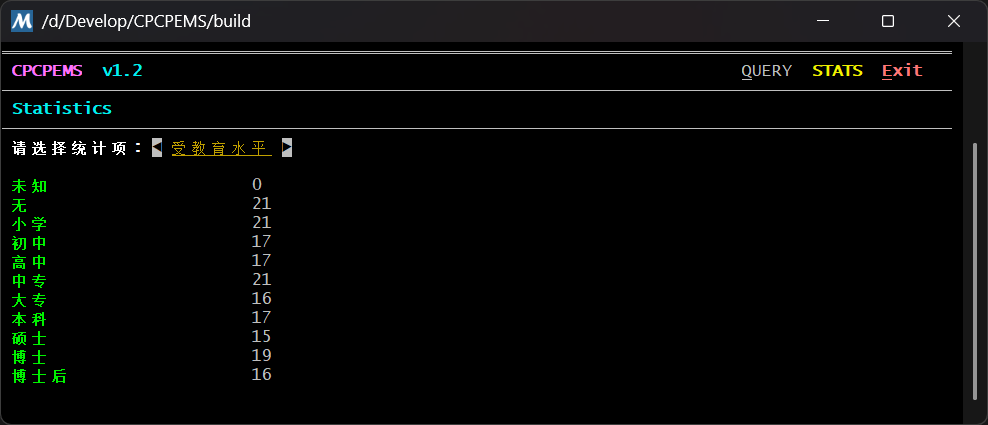 /d/Develop/CPCPEMS/build
CPCPEMS v1.2 QUERY STATS Exit
Statistics
请选择统计项：◄ 受教育水平 ►
未知 0
无 21
小学 21
初中 17
高中 17
中专 21
大专 16
本科 17
硕士 15
博士 19
博士后 16